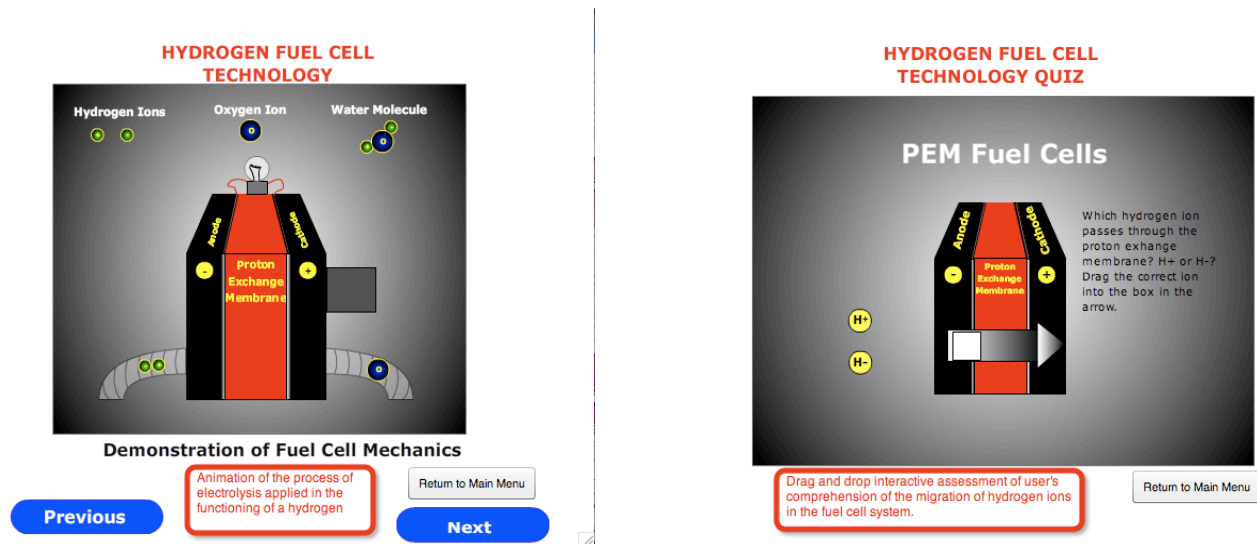 HYDROGEN FUEL CELL
TECHNOLOGY
Hydrogen Ions
Oxygen Ion
Water Molecule
+
+
O
+
+
O
Anode
Cathode
-
+
Proton
Exchange
Membrane
+
+
O
Demonstration of Fuel Cell Mechanics
Animation of the process of
electrolysis applied in the
functioning of a hydrogen
Return to Main Menu
Previous
Next
HYDROGEN FUEL CELL
TECHNOLOGY QUIZ
PEM Fuel Cells
Anode
Cathode
-
+
Proton
Exchange
Membrane
Which hydrogen ion
passes through the
proton exhange
membrane? H+ or H-?
Drag the correct ion
into the box in the
arrow.
H+
H-
Drag and drop interactive assessment of user's
comprehension of the migration of hydrogen ions
in the fuel cell system.
Return to Main Menu